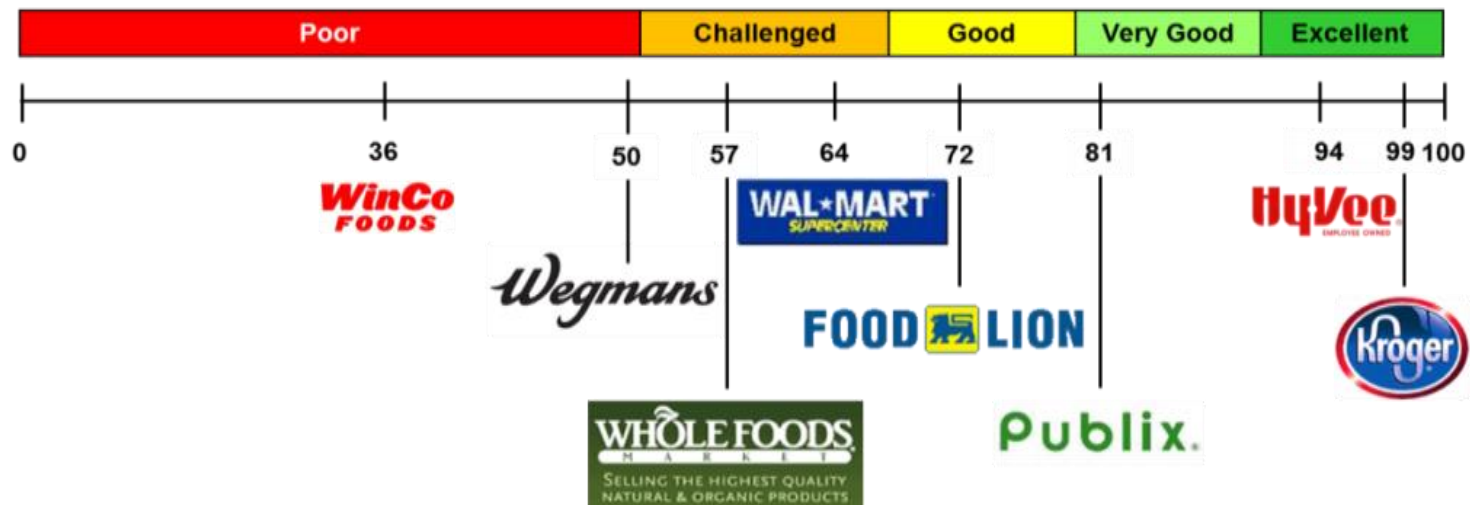 Poor Challenged Good Very Good Excellent
0 36 50 57 64 72 81 94 99 100
WinCo
FOODS
WAL★MART
SUPERCENTER
HyVee
EMPLOYEE OWNED
Wegmans
FOOD LION
Kroger
WHOLE FOODS
MARKET
SELLING THE HIGHEST QUALITY
NATURAL & ORGANIC PRODUCTS
Publix.